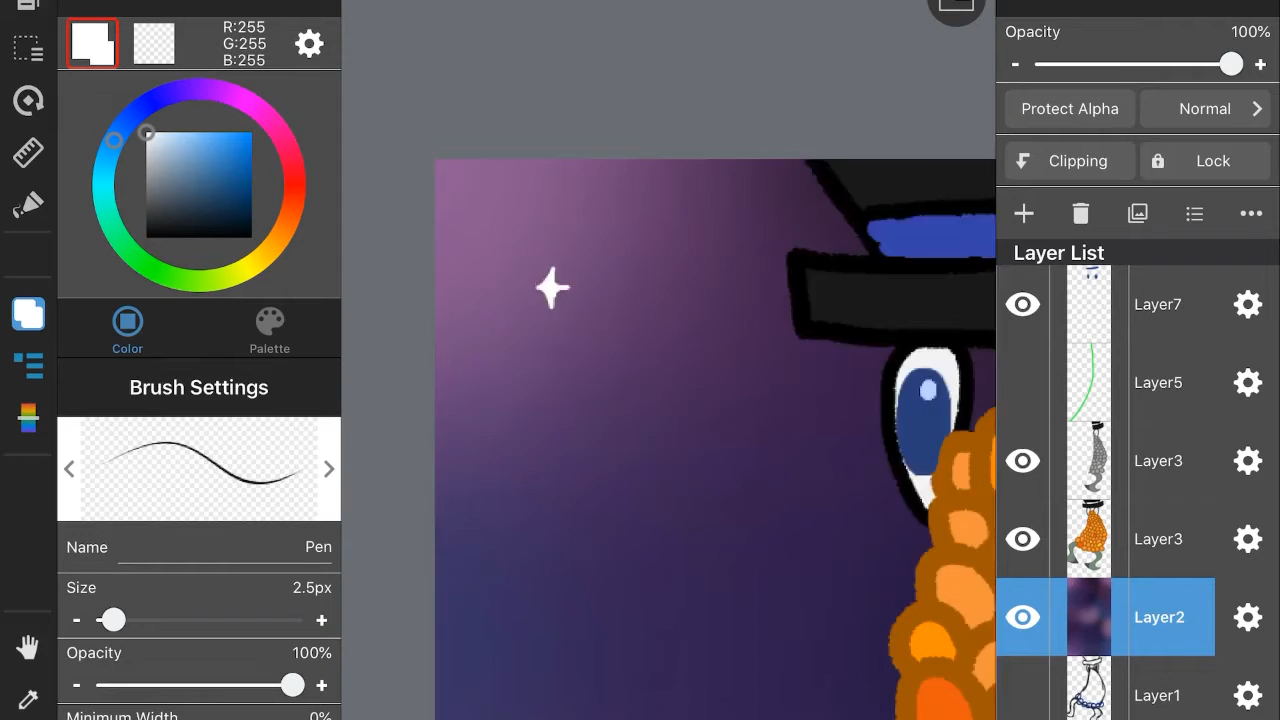 R:255
G:255
B:255
Color
Palette
Brush Settings
Name Pen
Size 2.5px
- +
Opacity 100%
- +
Minimum Width 0%
Opacity 100%
- +
Protect Alpha Normal
Clipping Lock
Layer List
Layer7
Layer5
Layer3
Layer3
Layer2
Layer1